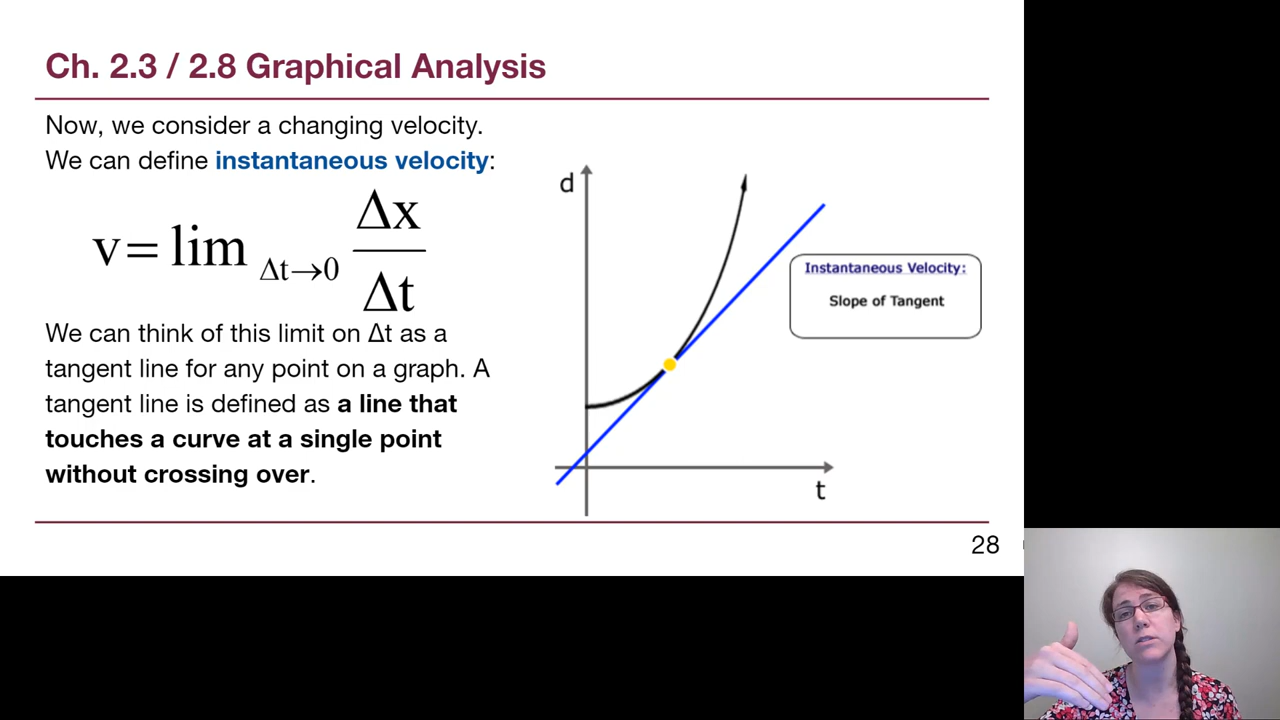 Ch. 2.3 / 2.8 Graphical Analysis
Now, we consider a changing velocity.
We can define instantaneous velocity:
v = lim Δt→0 Δx/Δt
We can think of this limit on Δt as a
tangent line for any point on a graph. A
tangent line is defined as a line that
touches a curve at a single point
without crossing over.
d
Instantaneous Velocity:
Slope of Tangent
t
28